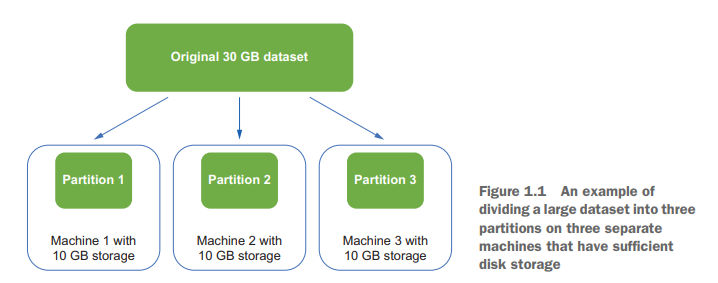 Original 30 GB dataset
Partition 1
Partition 2
Partition 3
Machine 1 with
10 GB storage
Machine 2 with
10 GB storage
Machine 3 with
10 GB storage
Figure 1.1 An example of
dividing a large dataset into three
partitions on three separate
machines that have sufficient
disk storage